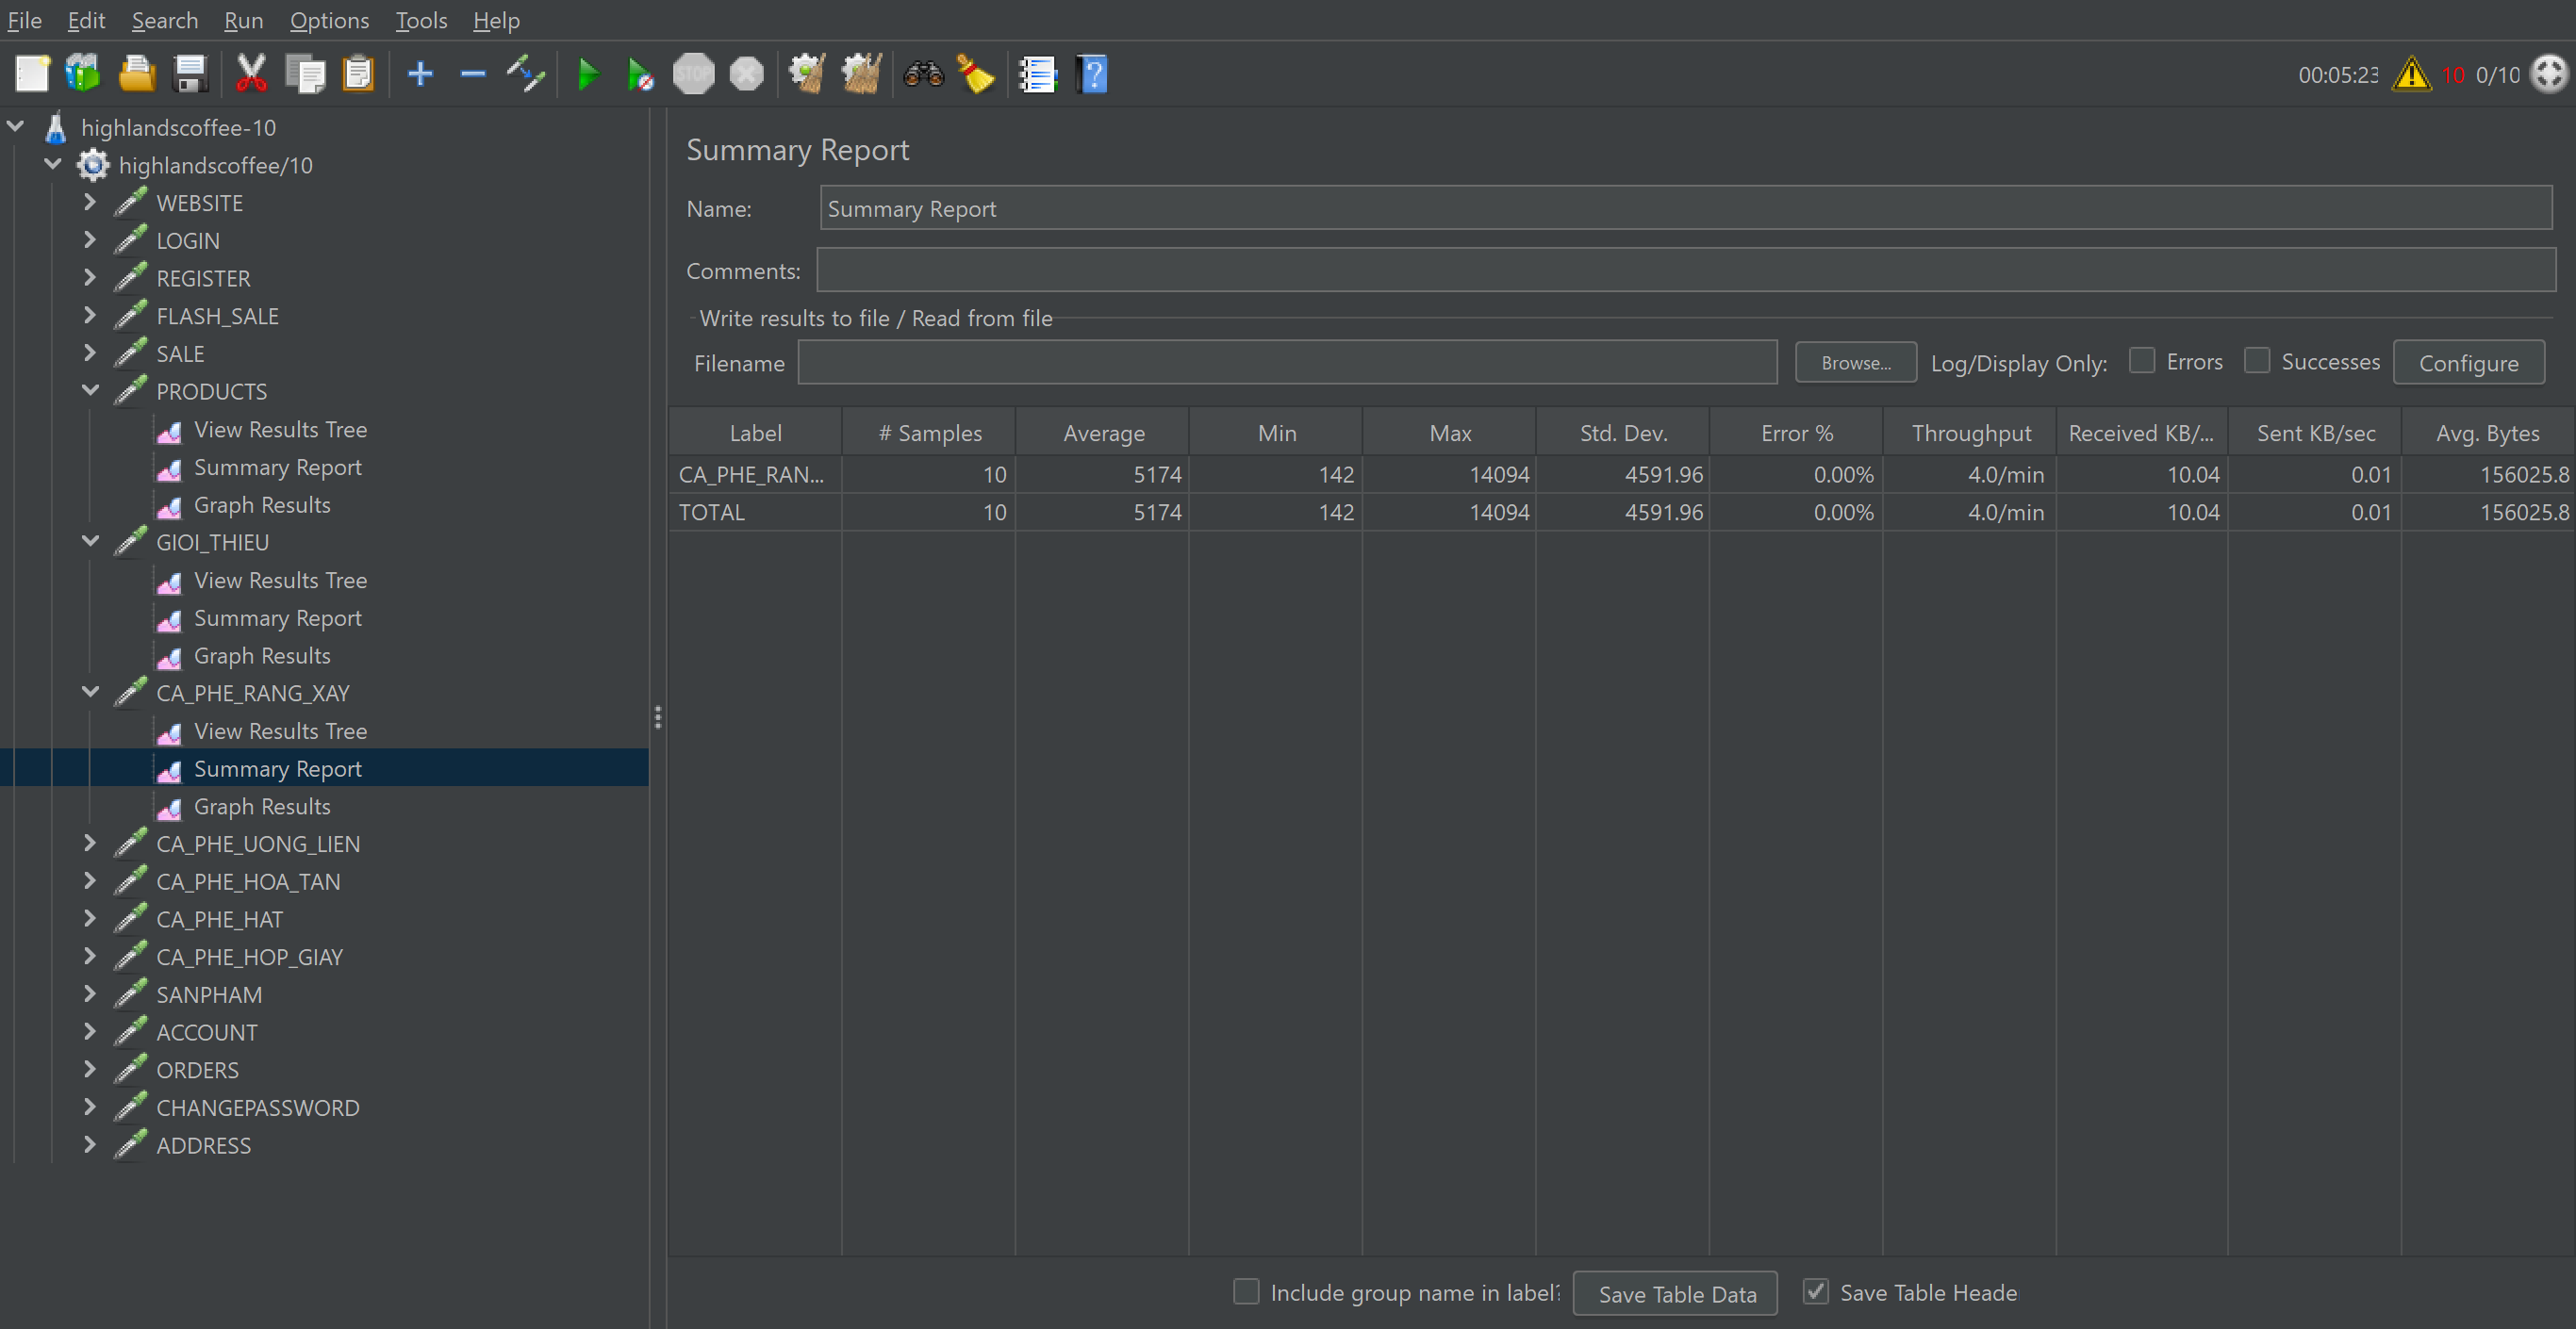 File Edit Search Run Options Tools Help
STOP
00:05:23 10 0/10
highlandscoffee-10
highlandscoffee/10
WEBSITE
LOGIN
REGISTER
FLASH_SALE
SALE
PRODUCTS
View Results Tree
Summary Report
Graph Results
GIOI_THIEU
View Results Tree
Summary Report
Graph Results
CA_PHE_RANG_XAY
View Results Tree
Summary Report
Graph Results
CA_PHE_UONG_LIEN
CA_PHE_HOA_TAN
CA_PHE_HAT
CA_PHE_HOP_GIAY
SANPHAM
ACCOUNT
ORDERS
CHANGEPASSWORD
ADDRESS
Summary Report
Name: Summary Report
Comments:
Write results to file / Read from file
Filename Browse... Log/Display Only: Errors Successes Configure
Label # Samples Average Min Max Std. Dev. Error % Throughput Received KB/... Sent KB/sec Avg. Bytes
CA_PHE_RAN... 10 5174 142 14094 4591.96 0.00% 4.0/min 10.04 0.01 156025.8
TOTAL 10 5174 142 14094 4591.96 0.00% 4.0/min 10.04 0.01 156025.8
Include group name in label? Save Table Data Save Table Heade